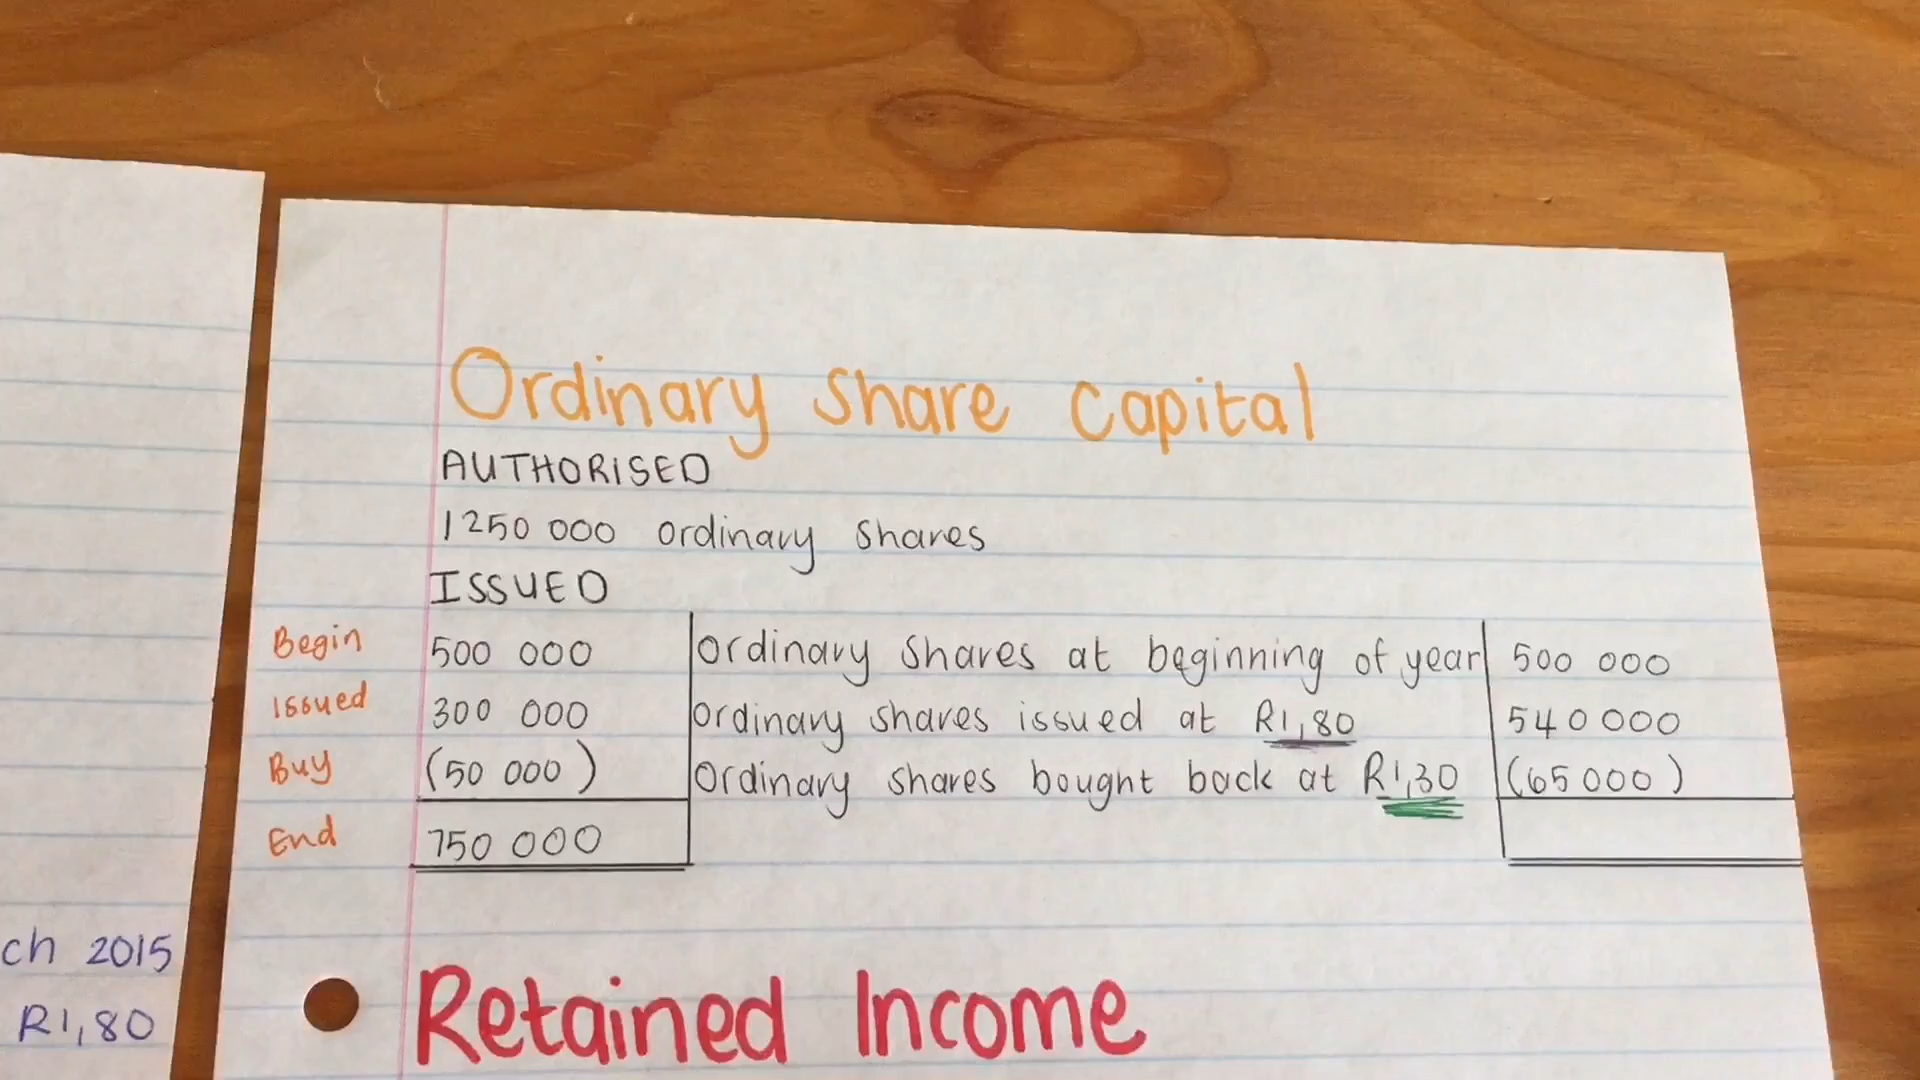 Ordinary Share Capital
AUTHORISED
1250 000 ordinary shares
ISSUED
Begin 500 000 ordinary shares at beginning of year 500 000
Issued 300 000 ordinary shares issued at R1,80 540 000
Buy (50 000) ordinary shares bought back at R1,30 (65 000)
End 750 000
Retained Income
ch 2015
R1,80